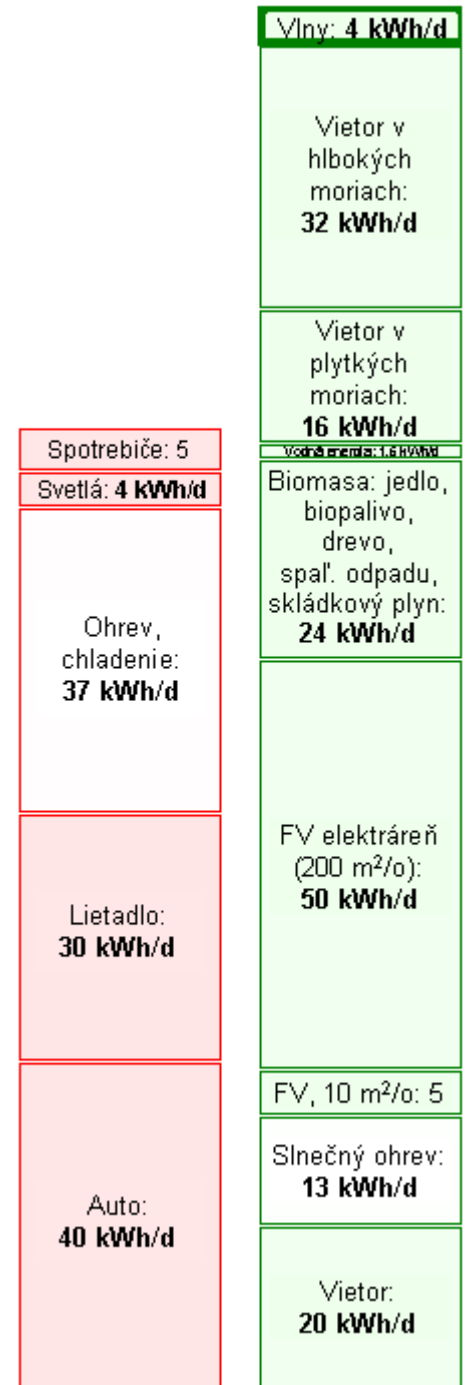 Vlny: 4 kWh/d
Vietor v
hlbokých
moriach:
32 kWh/d
Vietor v
plytkých
moriach:
16 kWh/d
Vodná energia: 1.6 kWh/d
Biomasa: jedlo,
biopalivo,
drevo,
spaľ. odpadu,
skládkový plyn:
24 kWh/d
FV elektráreň
(200 m²/o):
50 kWh/d
FV, 10 m²/o: 5
Slnečný ohrev:
13 kWh/d
Vietor:
20 kWh/d
Spotrebiče: 5
Svetlá: 4 kWh/d
Ohrev,
chladenie:
37 kWh/d
Lietadlo:
30 kWh/d
Auto:
40 kWh/d